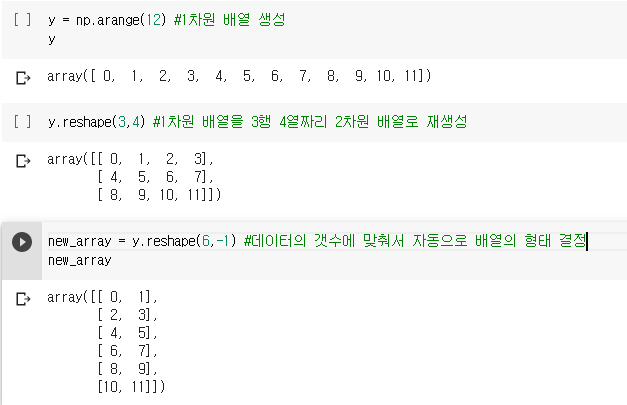 [ ] y = np.arange(12) #1차원 배열 생성
y
array([ 0, 1, 2, 3, 4, 5, 6, 7, 8, 9, 10, 11])
[ ] y.reshape(3,4) #1차원 배열을 3행 4열짜리 2차원 배열로 재생성
array([[ 0, 1, 2, 3],
[ 4, 5, 6, 7],
[ 8, 9, 10, 11]])
new_array = y.reshape(6,-1) #데이터의 갯수에 맞춰서 자동으로 배열의 형태 결정
new_array
array([[ 0, 1],
[ 2, 3],
[ 4, 5],
[ 6, 7],
[ 8, 9],
[10, 11]])